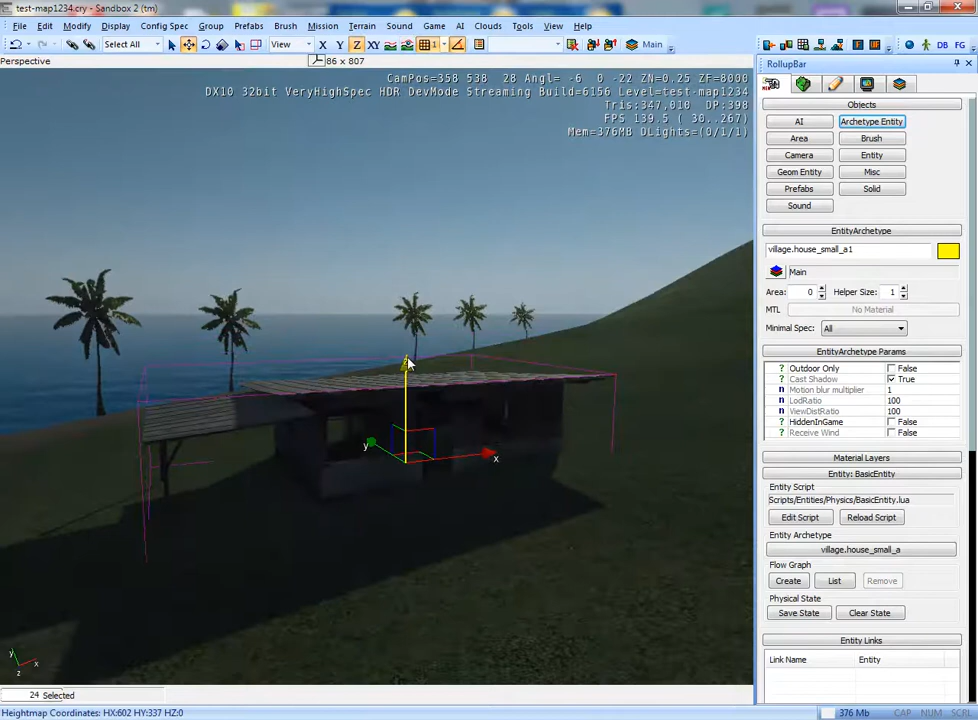 test-map1234.cry - Sandbox 2 (tm)
File Edit Modify Display Config Spec Group Prefabs Brush Mission Terrain Sound Game AI Clouds Tools View Help
Select All View X Y Z XY 1 Main DB FG
Perspective 86 x 807
CamPos=358 538 28 Angl= -6 0 -22 ZN=0.25 ZF=8000
DX10 32bit VeryHighSpec HDR DevMode Streaming Build=6156 Level=test-map1234
Tris:347,010 DP:398
FPS 139.5 ( 30..267)
Mem=376MB DLights=(0/1/1)
y x
y x
z
RollupBar
Objects
AI Archetype Entity
Area Brush
Camera Entity
Geom Entity Misc
Prefabs Solid
Sound
EntityArchetype
village.house_small_a1
Main
Area: 0 Helper Size: 1
MTL No Material
Minimal Spec: All
EntityArchetype Params
? Outdoor Only False
? Cast Shadow True
n Motion blur multiplier 1
n LodRatio 100
n ViewDistRatio 100
? HiddenInGame False
? Receive Wind False
Material Layers
Entity: BasicEntity
Entity Script
Scripts/Entities/Physics/BasicEntity.lua
Edit Script Reload Script
Entity Archetype
village.house_small_a
Flow Graph
Create List Remove
Physical State
Save State Clear State
Entity Links
Link Name Entity
24 Selected
Heightmap Coordinates: HX:602 HY:337 HZ:0
376 Mb CAP NUM SCRL